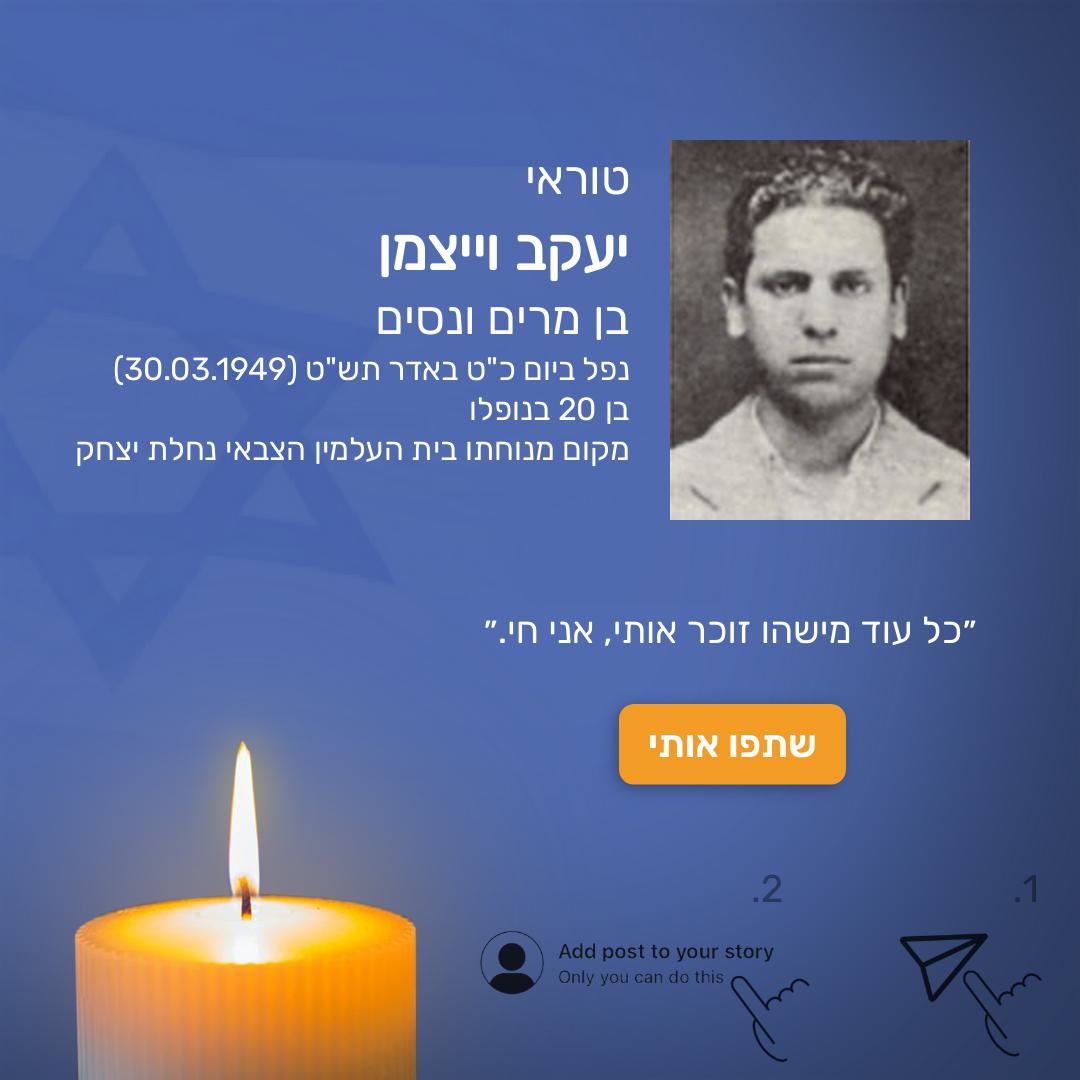 טוראי
יעקב וייצמן
בן מרים ונסים
נפל ביום כ"ט באדר תש"ט (30.03.1949)
בן 20 בנופלו
מקום מנוחתו בית העלמין הצבאי נחלת יצחק
״כל עוד מישהו זוכר אותי, אני חי.״
שתפו אותי
1.
2.
Add post to your story
Only you can do this